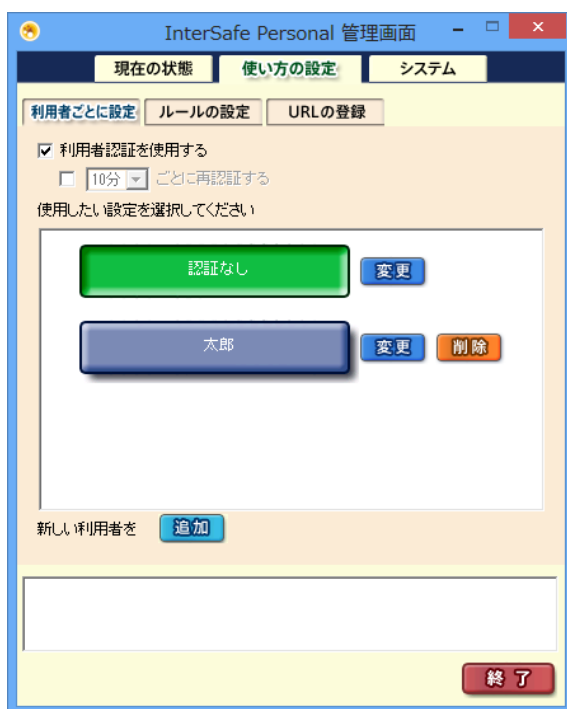 InterSafe Personal 管理画面
現在の状態 使い方の設定 システム
利用者ごとに設定 ルールの設定 URLの登録
利用者認証を使用する
10分 ごとに再認証する
使用したい設定を選択してください
認証なし 変更
太郎 変更 削除
新しい利用者を 追加
終了